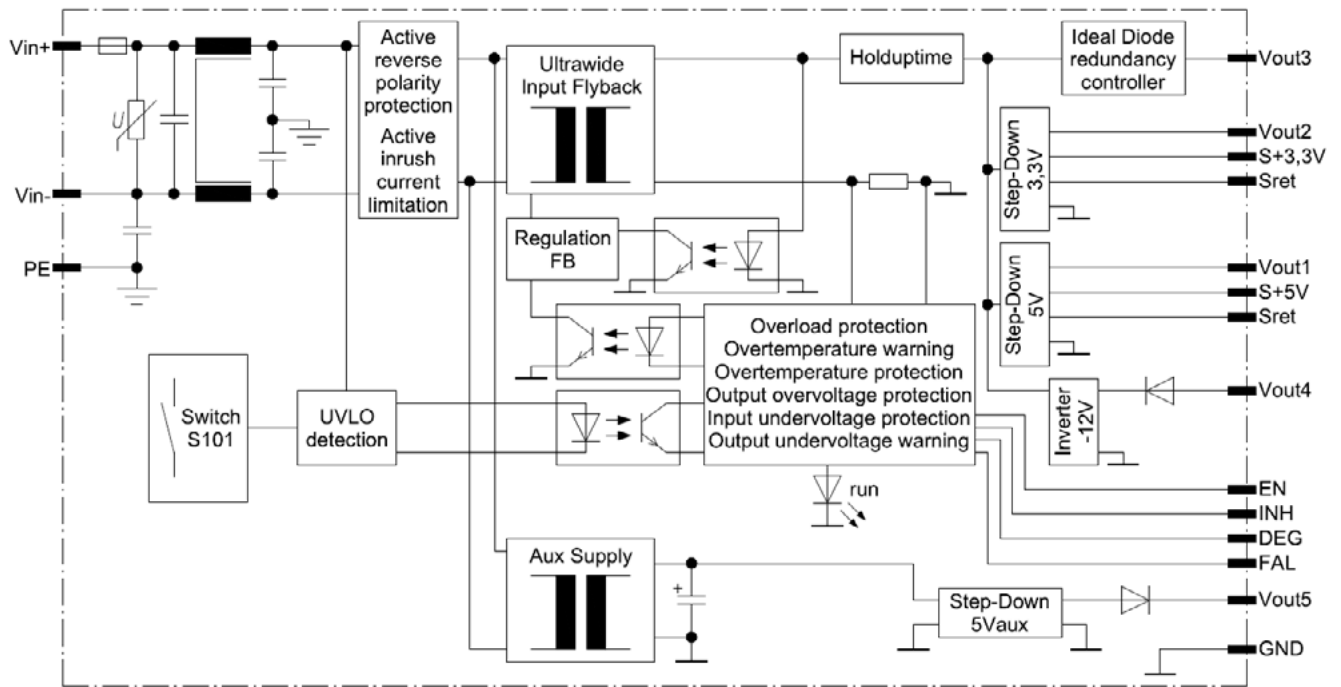 Vin+
Vin-
PE
U
Active
reverse
polarity
protection
Active
inrush
current
limitation
Ultrawide
Input Flyback
Regulation
FB
Holduptime
Ideal Diode
redundancy
controller
Step-Down
3,3V
Step-Down
5V
Inverter
-12V
Switch
S101
UVLO
detection
Overload protection
Overtemperature warning
Overtemperature protection
Output overvoltage protection
Input undervoltage protection
Output undervoltage warning
run
Aux Supply
+
Step-Down
5Vaux
Vout3
Vout2
S+3,3V
Sret
Vout1
S+5V
Sret
Vout4
EN
INH
DEG
FAL
Vout5
GND